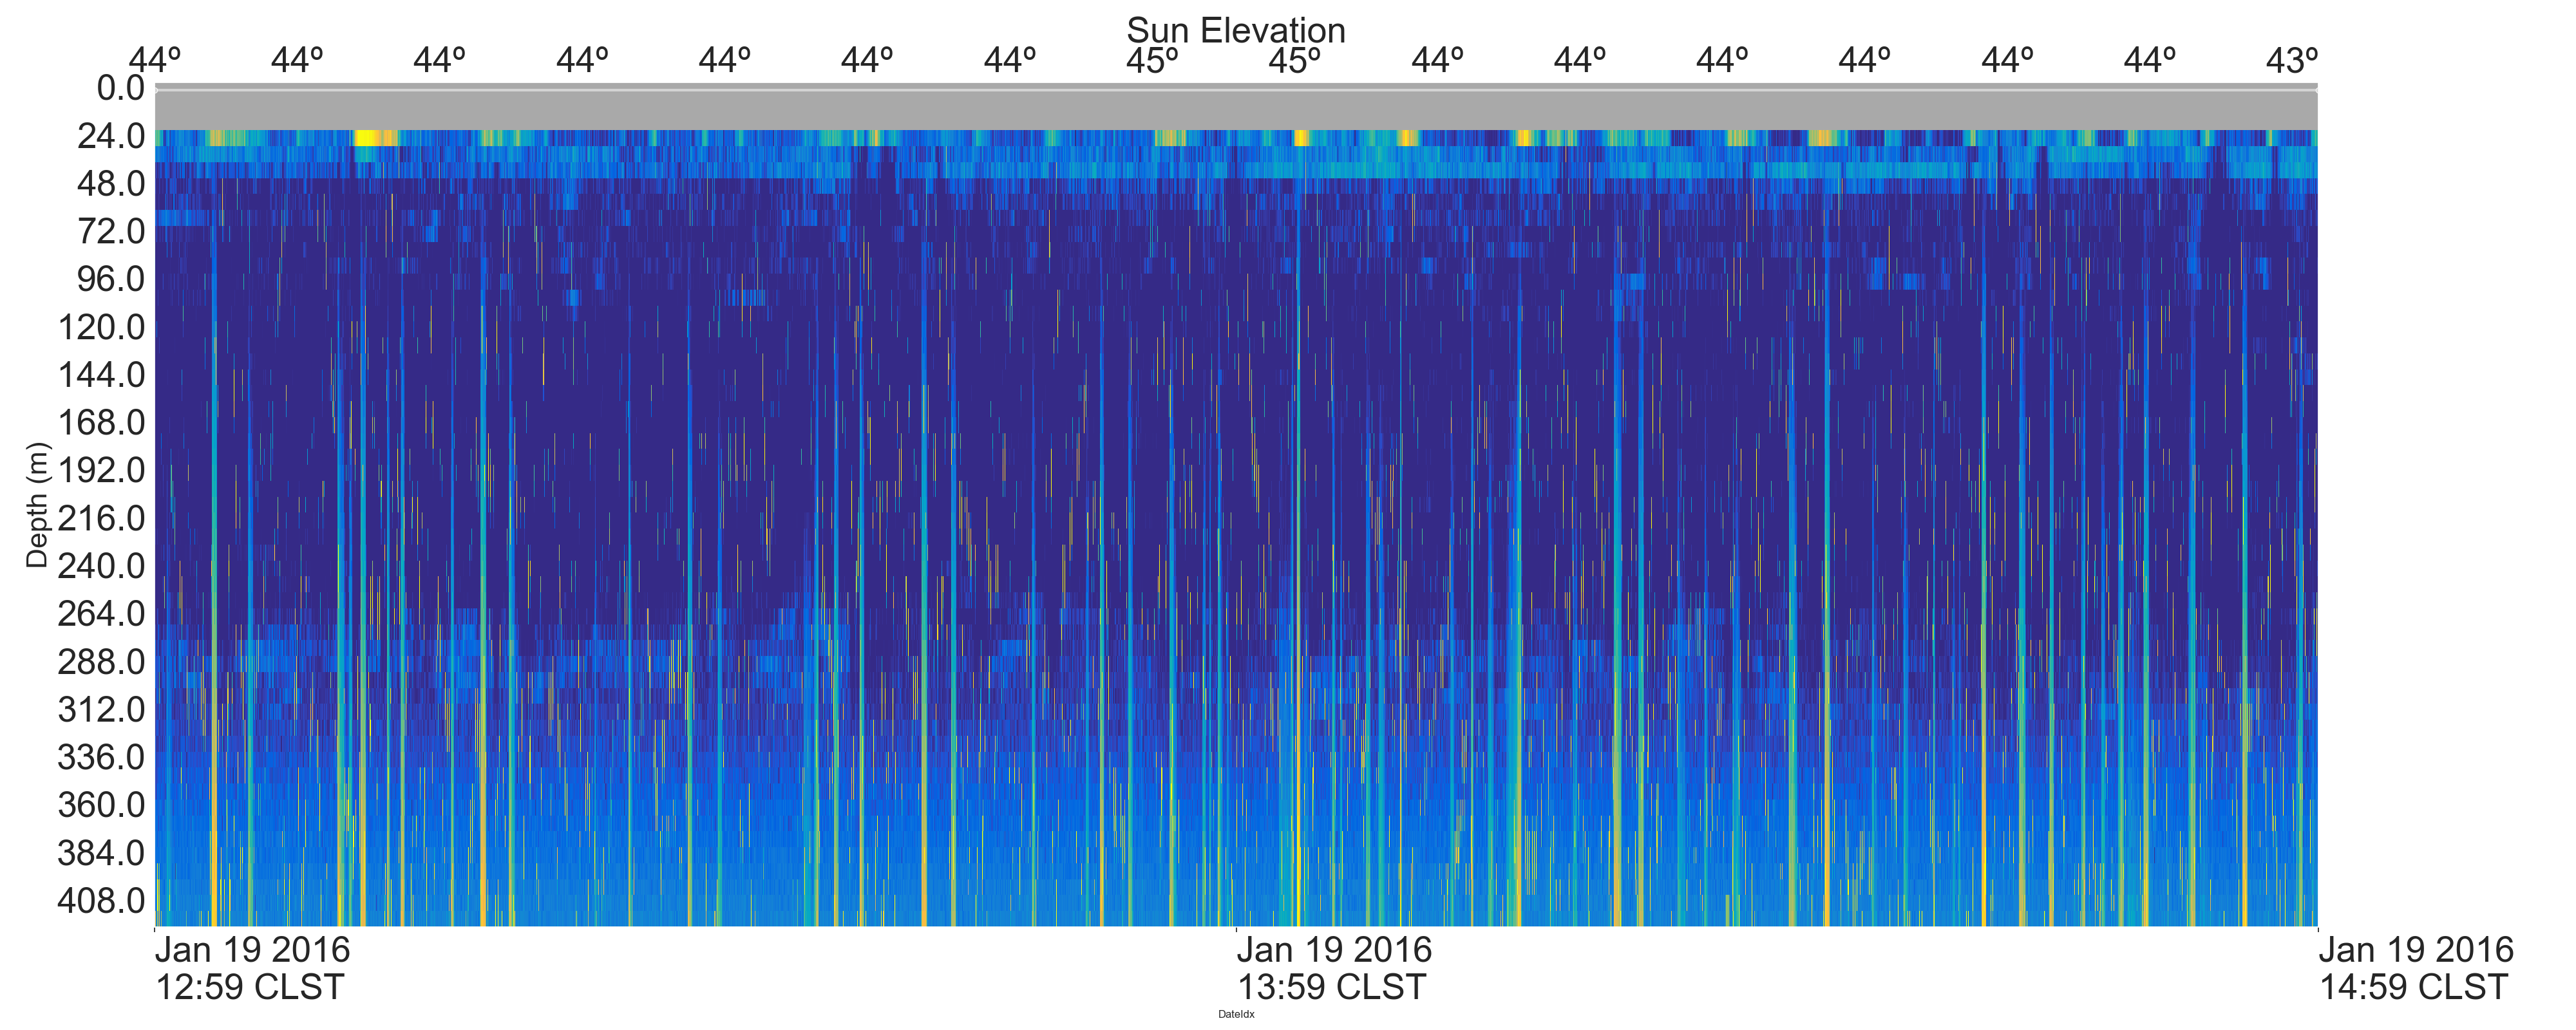 Sun Elevation
44º 44º 44º 44º 44º 44º 44º 45º 45º 44º 44º 44º 44º 44º 44º 43º
0.0
24.0
48.0
72.0
96.0
120.0
144.0
168.0
192.0
216.0
240.0
264.0
288.0
312.0
336.0
360.0
384.0
408.0
Depth (m)
Jan 19 2016
12:59 CLST
Jan 19 2016
13:59 CLST
Jan 19 2016
14:59 CLST
DateIdx